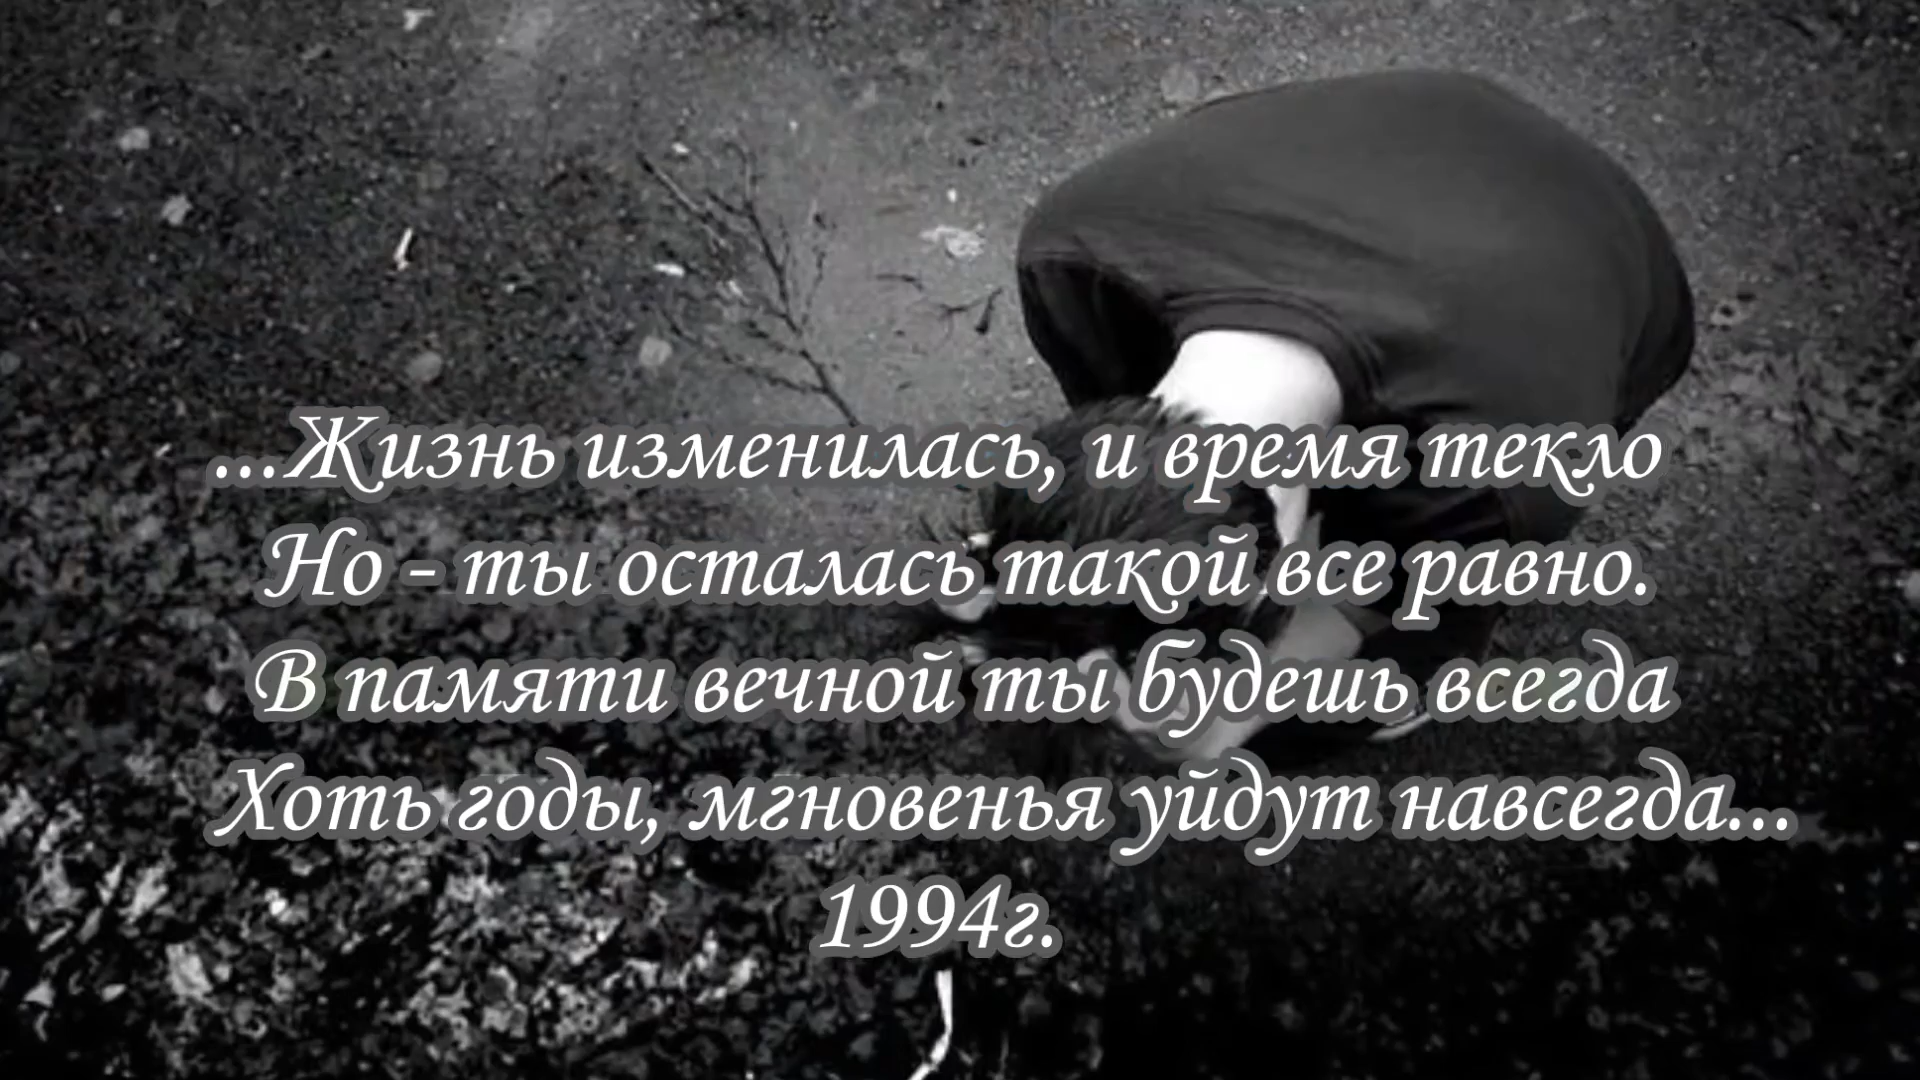 ...Жизнь изменилась, и время текло
Но - ты осталась такой все равно.
В памяти вечной ты будешь всегда
Хоть годы, мгновенья уйдут навсегда...
1994г.